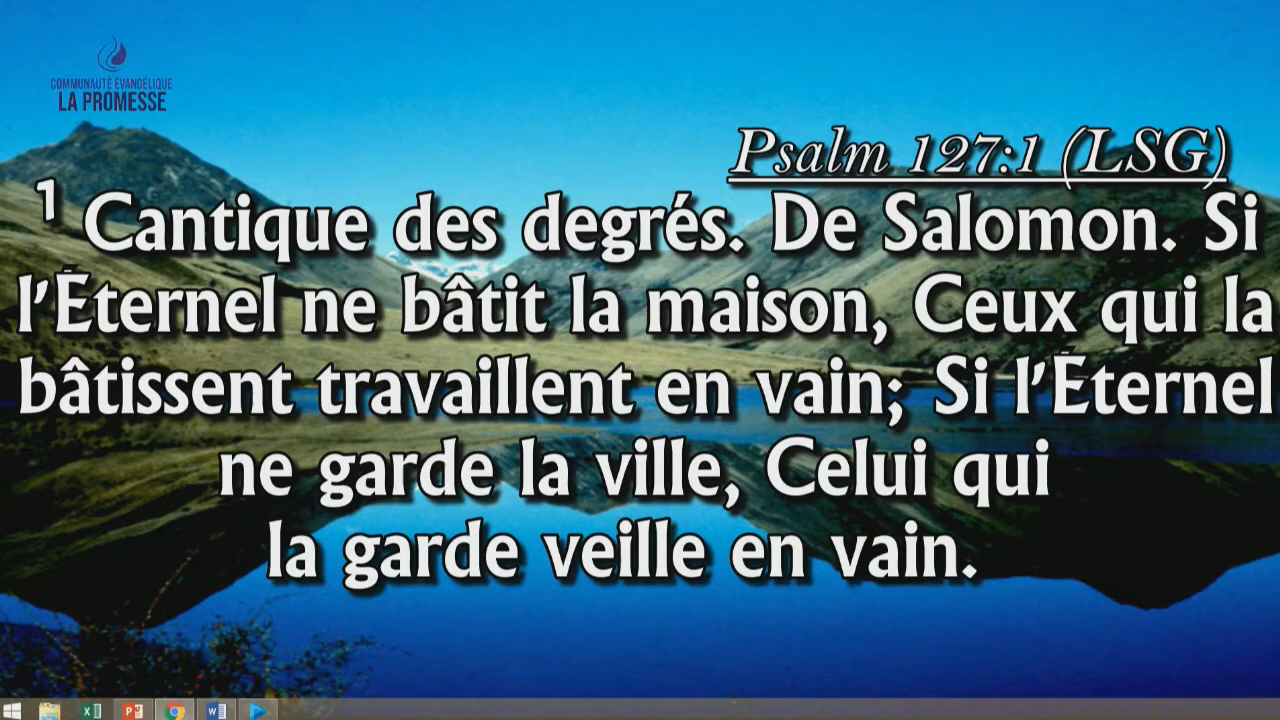 COMMUNAUTÉ ÉVANGÉLIQUE
LA PROMESSE
Psalm 127:1 (LSG)
1 Cantique des degrés. De Salomon. Si
l'Éternel ne bâtit la maison, Ceux qui la
bâtissent travaillent en vain; Si l'Éternel
ne garde la ville, Celui qui
la garde veille en vain.